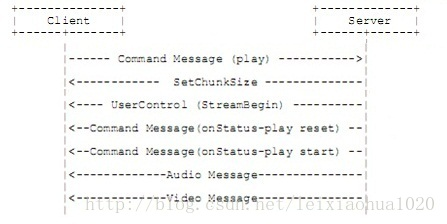 Client Server
Command Message (play)
SetChunkSize
UserControl (StreamBegin)
Command Message(onStatus-play reset)
Command Message(onStatus-play start)
Audio Message
Video Message
http://blog.csdn.net/leixiaohua1020